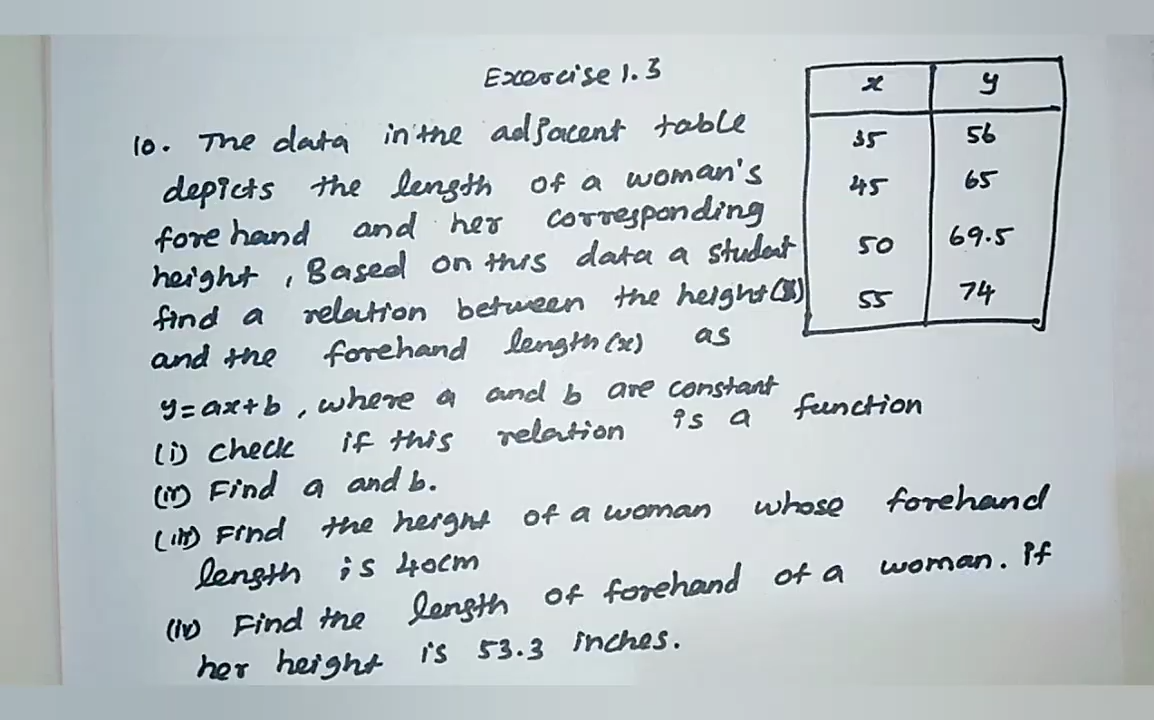 Exercise 1.3
10. The data in the adjacent table
depicts the length of a woman's
fore hand and her corresponding
height, Based on this data a student
find a relation between the height
and the forehand length (x) as
y=ax+b, where a and b are constant
(i) check if this relation is a function
(ii) Find a and b.
(iii) Find the height of a woman whose forehand
length is 40cm
(iv) Find the length of forehand of a woman. If
her height is 53.3 inches.
x y
35 56
45 65
50 69.5
55 74